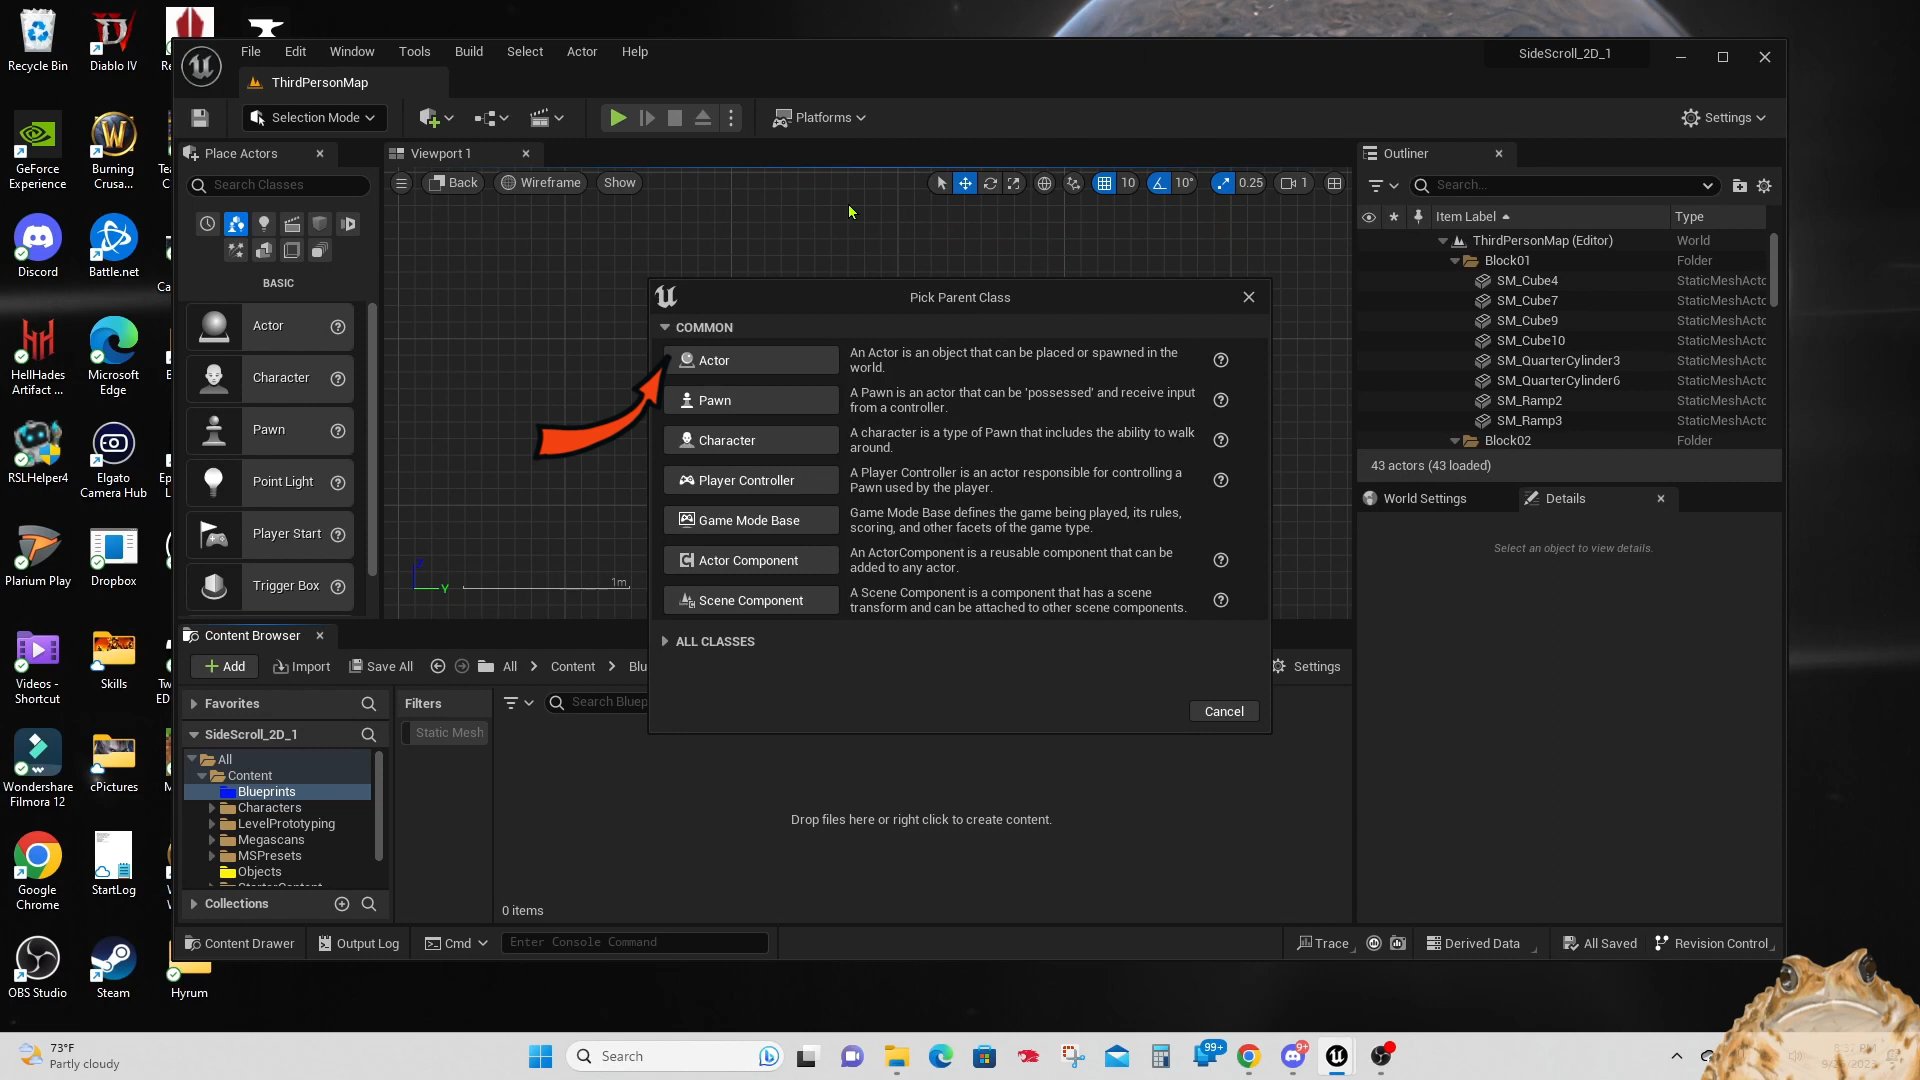 Recycle Bin
Diablo IV
File Edit Window Tools Build Select Actor Help
SideScroll_2D_1
ThirdPersonMap
Selection Mode
Platforms
Settings
Place Actors
Viewport 1
Outliner
Search Classes
Back
Wireframe
Show
10
10°
0.25
1
Search...
Item Label
Type
ThirdPersonMap (Editor) World
Block01 Folder
SM_Cube4 StaticMeshActo
SM_Cube7 StaticMeshActo
SM_Cube9 StaticMeshActo
SM_Cube10 StaticMeshActo
SM_QuarterCylinder3 StaticMeshActo
SM_QuarterCylinder6 StaticMeshActo
SM_Ramp2 StaticMeshActo
SM_Ramp3 StaticMeshActo
Block02 Folder
43 actors (43 loaded)
World Settings
Details
Select an object to view details.
BASIC
Actor
Character
Pawn
Point Light
Player Start
Trigger Box
Pick Parent Class
COMMON
Actor
An Actor is an object that can be placed or spawned in the
world.
Pawn
A Pawn is an actor that can be 'possessed' and receive input
from a controller.
Character
A character is a type of Pawn that includes the ability to walk
around.
Player Controller
A Player Controller is an actor responsible for controlling a
Pawn used by the player.
Game Mode Base
Game Mode Base defines the game being played, its rules,
scoring, and other facets of the game type.
Actor Component
An ActorComponent is a reusable component that can be
added to any actor.
Scene Component
A Scene Component is a component that has a scene
transform and can be attached to other scene components.
ALL CLASSES
Cancel
Y
1m
Content Browser
Add
Import
Save All
All
Content
Blu
Settings
Favorites
Filters
Search Bluep
SideScroll_2D_1
Static Mesh
All
Content
Blueprints
Characters
LevelPrototyping
Megascans
MSPresets
Objects
StarterContent
Collections
Drop files here or right click to create content.
0 items
Content Drawer
Output Log
Cmd
Enter Console Command
Trace
Derived Data
All Saved
Revision Control
GeForce
Experience
Burning
Crusa...
Discord
Battle.net
HellHades
Artifact ...
Microsoft
Edge
RSLHelper4
Elgato
Camera Hub
Plarium Play
Dropbox
Videos -
Shortcut
Skills
Wondershare
Filmora 12
cPictures
Google
Chrome
StartLog
OBS Studio
Steam
Hyrum
73°F
Partly cloudy
Search
99+
9+